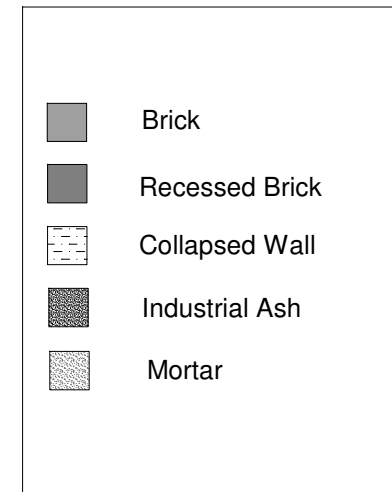 Brick
Recessed Brick
Collapsed Wall
Industrial Ash
Mortar